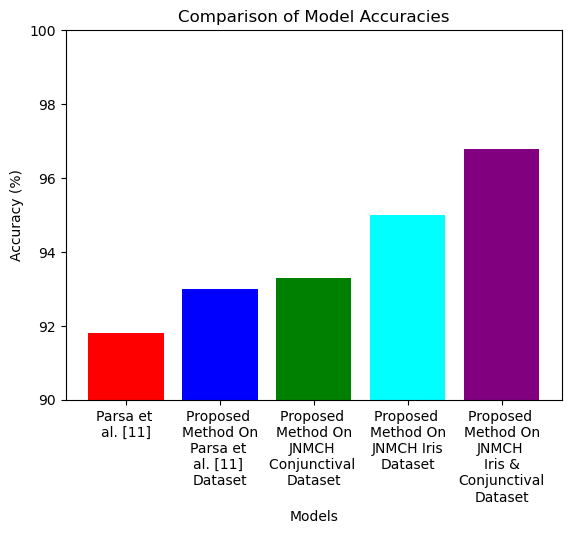 Comparison of Model Accuracies
Accuracy (%)
100
98
96
94
92
90
Parsa et
al. [11]
Proposed
Method On
Parsa et
al. [11]
Dataset
Proposed
Method On
JNMCH
Conjunctival
Dataset
Proposed
Method On
JNMCH Iris
Dataset
Proposed
Method On
JNMCH
Iris &
Conjunctival
Dataset
Models